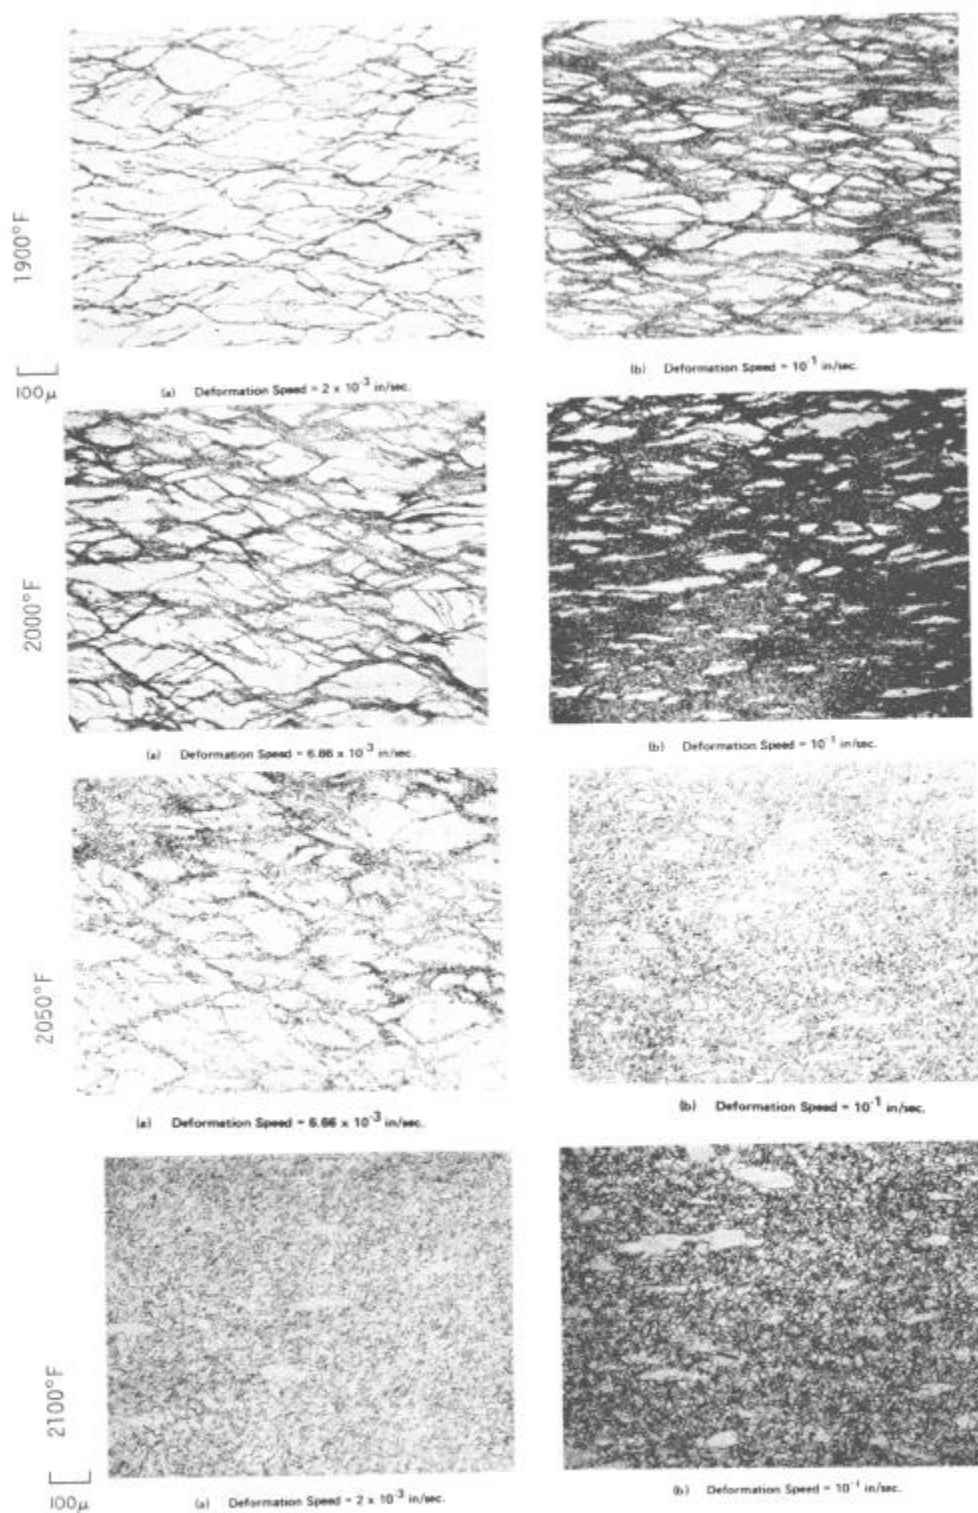 1900°F
100μ
(a) Deformation Speed = 2 x 10⁻³ in/sec.
(b) Deformation Speed = 10⁻¹ in/sec.
2000°F
(a) Deformation Speed = 6.86 x 10⁻³ in/sec.
(b) Deformation Speed = 10⁻¹ in/sec.
2050°F
(a) Deformation Speed = 6.66 x 10⁻³ in/sec.
(b) Deformation Speed = 10⁻¹ in/sec.
2100°F
100μ
(a) Deformation Speed = 2 x 10⁻³ in/sec.
(b) Deformation Speed = 10⁻¹ in/sec.